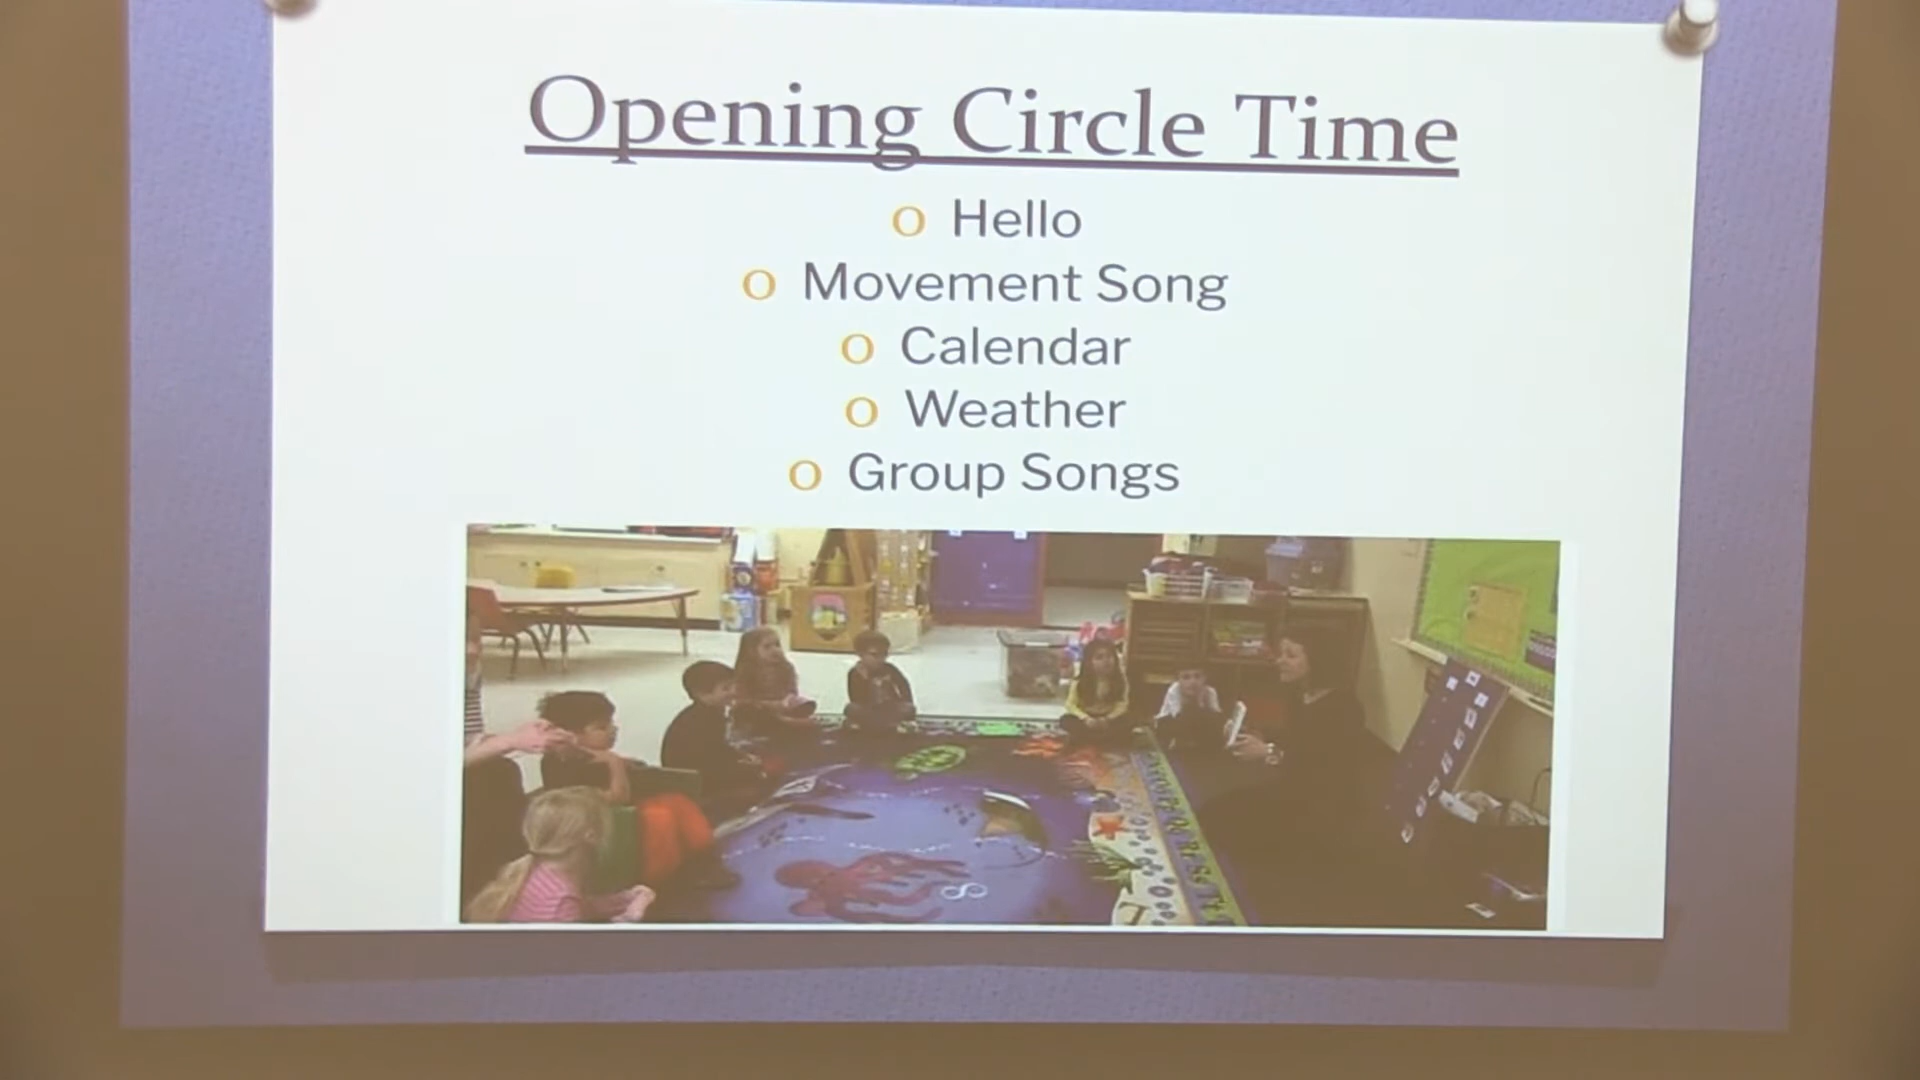 Opening Circle Time
o Hello
o Movement Song
o Calendar
o Weather
o Group Songs